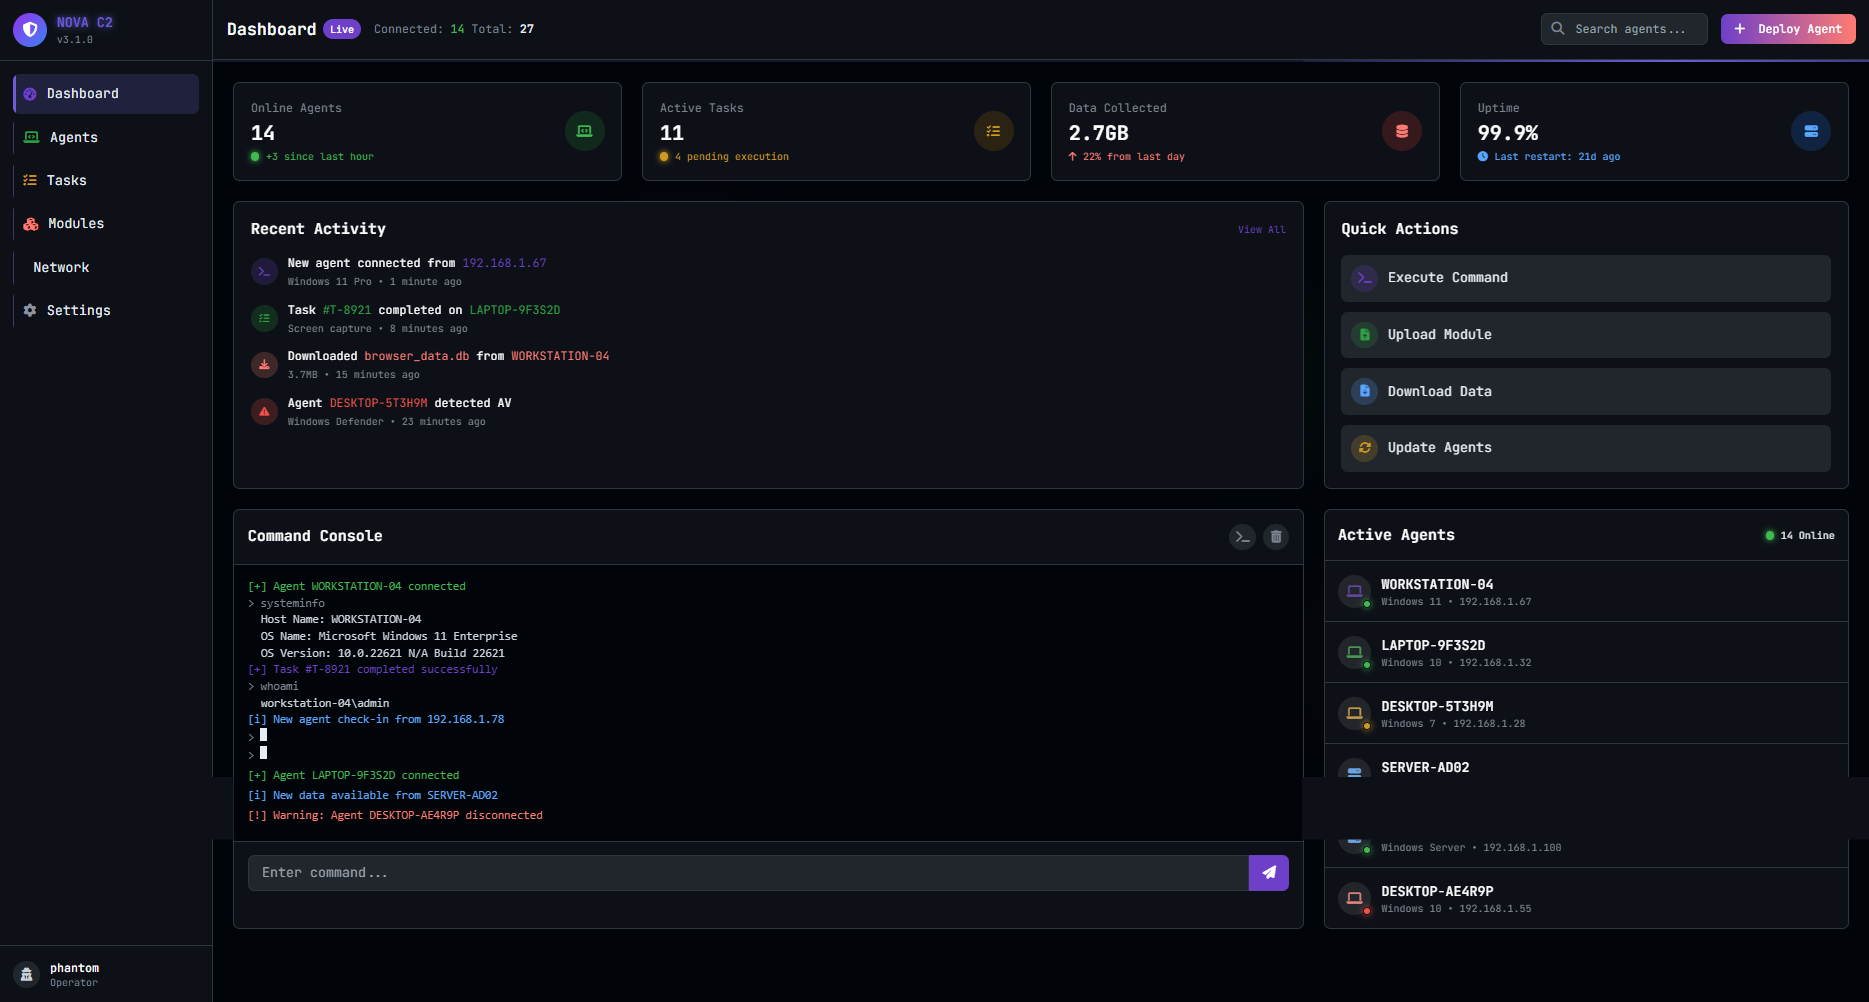 NOVA C2
v3.1.0
Dashboard
Agents
Tasks
Modules
Network
Settings
phantom
Operator
Dashboard Live Connected: 14 Total: 27
Search agents...
Deploy Agent
Online Agents
14
+3 since last hour
Active Tasks
11
4 pending execution
Data Collected
2.7GB
22% from last day
Uptime
99.9%
Last restart: 21d ago
Recent Activity
View All
New agent connected from 192.168.1.67
Windows 11 Pro • 1 minute ago
Task #T-8921 completed on LAPTOP-9F3S2D
Screen capture • 8 minutes ago
Downloaded browser_data.db from WORKSTATION-04
3.7MB • 15 minutes ago
Agent DESKTOP-5T3H9M detected AV
Windows Defender • 23 minutes ago
Quick Actions
Execute Command
Upload Module
Download Data
Update Agents
Command Console
[+] Agent WORKSTATION-04 connected
> systeminfo
Host Name: WORKSTATION-04
OS Name: Microsoft Windows 11 Enterprise
OS Version: 10.0.22621 N/A Build 22621
[+] Task #T-8921 completed successfully
> whoami
workstation-04\admin
[i] New agent check-in from 192.168.1.78
>
>
[+] Agent LAPTOP-9F3S2D connected
[i] New data available from SERVER-AD02
[!] Warning: Agent DESKTOP-AE4R9P disconnected
Enter command...
Active Agents
14 Online
WORKSTATION-04
Windows 11 • 192.168.1.67
LAPTOP-9F3S2D
Windows 10 • 192.168.1.32
DESKTOP-5T3H9M
Windows 7 • 192.168.1.28
SERVER-AD02
Windows Server • 192.168.1.100
DESKTOP-AE4R9P
Windows 10 • 192.168.1.55